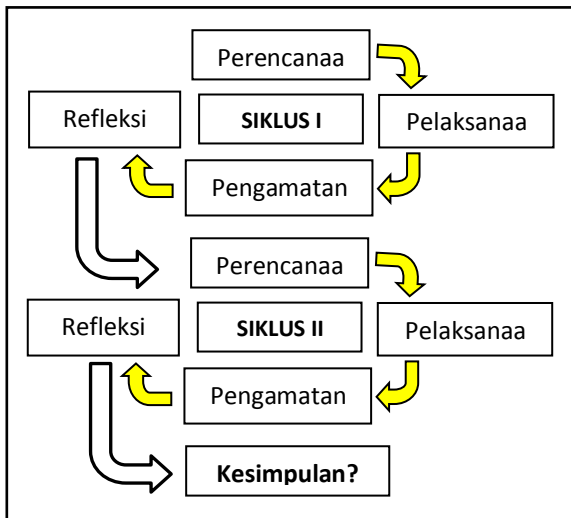 Perencanaa
Refleksi
SIKLUS I
Pelaksanaa
Pengamatan
Perencanaa
Refleksi
SIKLUS II
Pelaksanaa
Pengamatan
Kesimpulan?